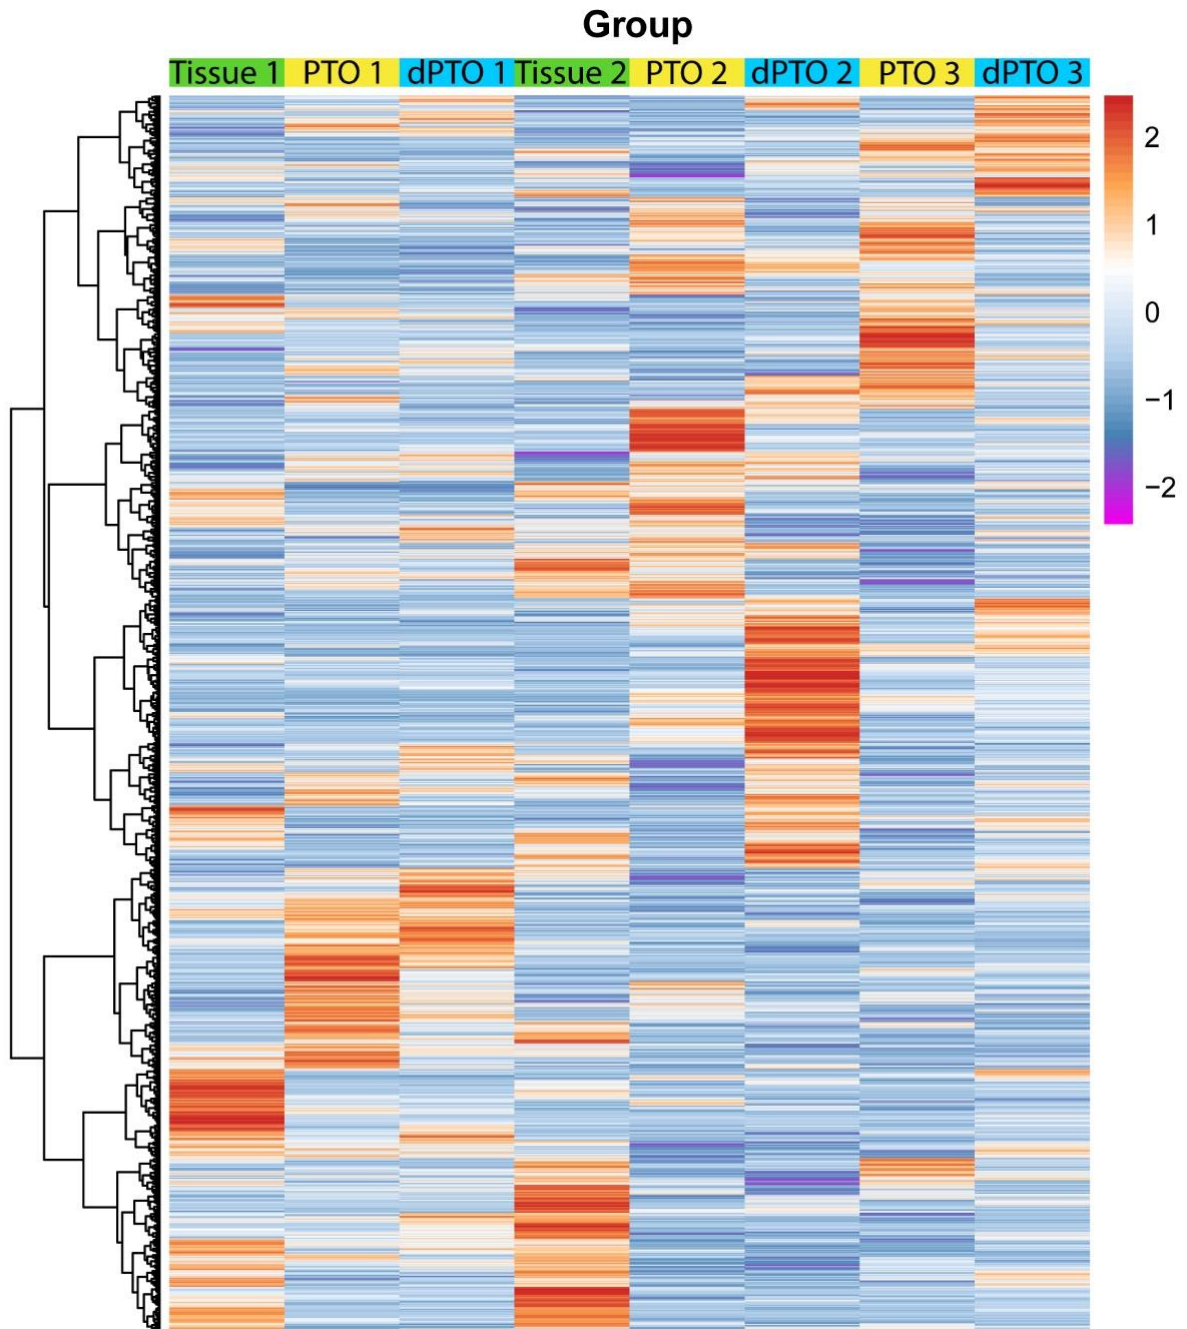 Group
Tissue 1 PTO 1 dPTO 1 Tissue 2 PTO 2 dPTO 2 PTO 3 dPTO 3
2
1
0
−1
−2